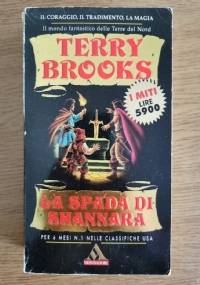 IL CORAGGIO, IL TRADIMENTO, LA MAGIA
Il mondo fantastico delle Terre del Nord
TERRY
BROOKS
I MITI
LIRE
5900
LA SPADA DI
SHANNARA
PER 6 MESI N.1 NELLE CLASSIFICHE USA
MONDADORI